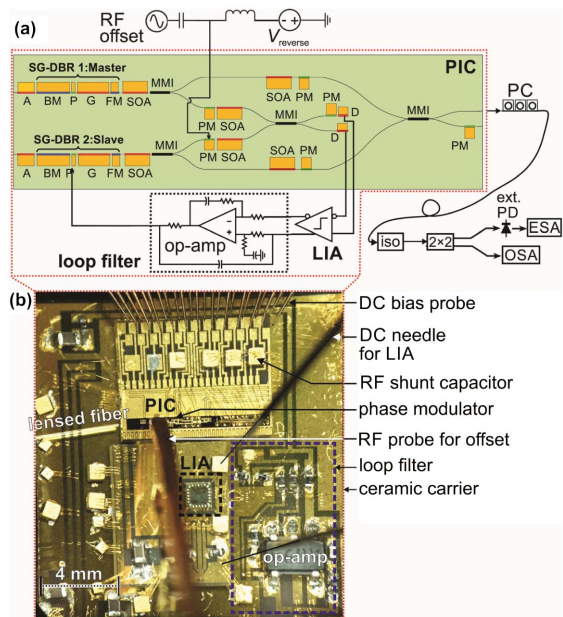 (a)
RF
offset
V reverse
SG-DBR 1:Master
MMI
SOA
PM
PIC
PC
A
BM
P
G
FM
SOA
PM
SOA
MMI
PM
D
D
MMI
PM
SG-DBR 2:Slave
MMI
PM
SOA
SOA
PM
A
BM
P
G
FM
SOA
op-amp
loop filter
LIA
iso
2×2
ext.
PD
ESA
OSA
(b)
DC bias probe
DC needle
for LIA
RF shunt capacitor
PIC
phase modulator
lensed fiber
RF probe for offset
LIA
loop filter
ceramic carrier
op-amp
4 mm